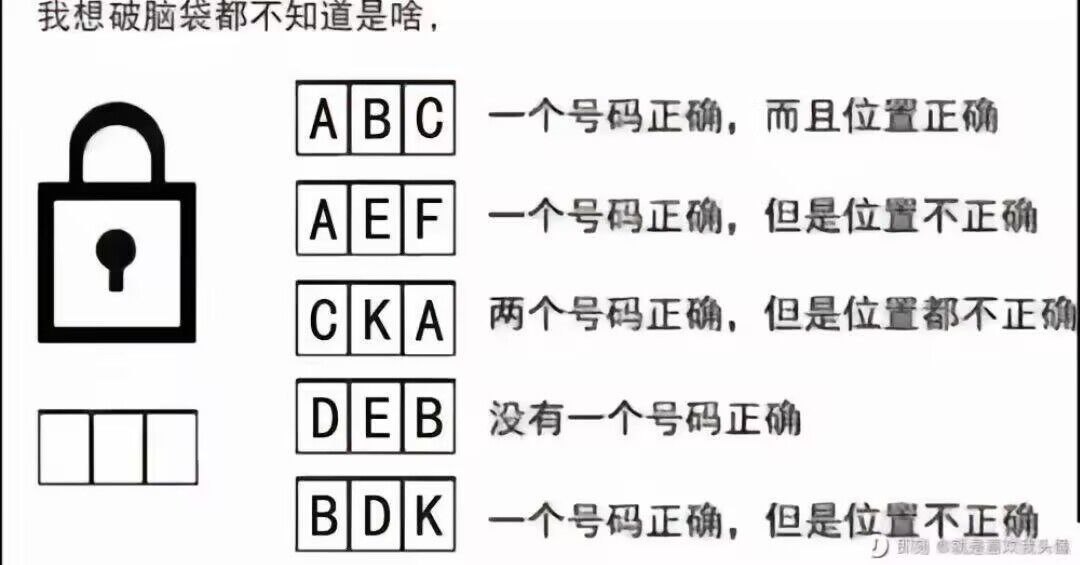 我想破脑袋都不知道是啥，
A B C 一个号码正确，而且位置正确
A E F 一个号码正确，但是位置不正确
C K A 两个号码正确，但是位置都不正确
D E B 没有一个号码正确
B D K 一个号码正确，但是位置不正确
即刻 @就是喜欢我头像